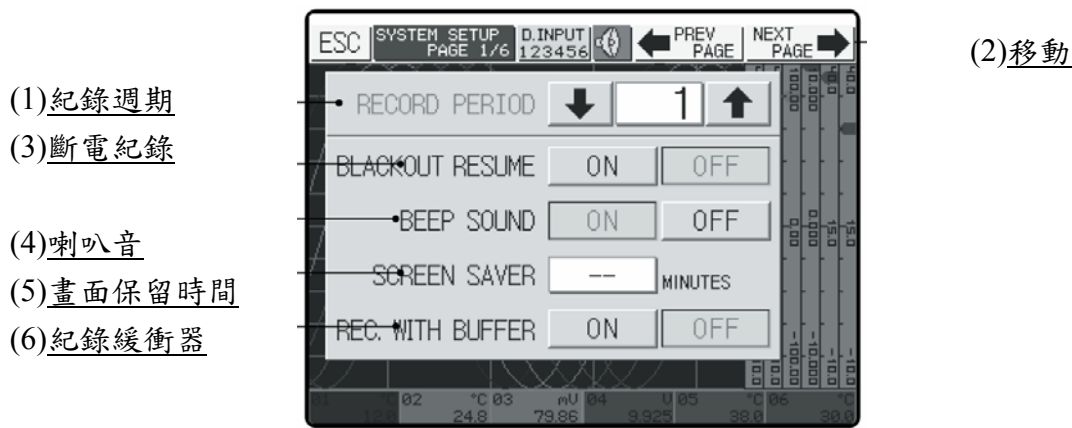 ESC SYSTEM SETUP PAGE 1/6 D.INPUT 123456 PREV PAGE NEXT PAGE
(2)移動
(1)紀錄週期
RECORD PERIOD 1
(3)斷電紀錄
BLACKOUT RESUME ON OFF
(4)喇叭音
BEEP SOUND ON OFF
(5)畫面保留時間
SCREEN SAVER -- MINUTES
(6)紀錄緩衝器
REC. WITH BUFFER ON OFF
01 °C 02 °C 03 mV 04 V 05 °C 06 °C
12.0 24.8 79.86 9.925 38.0 30.0